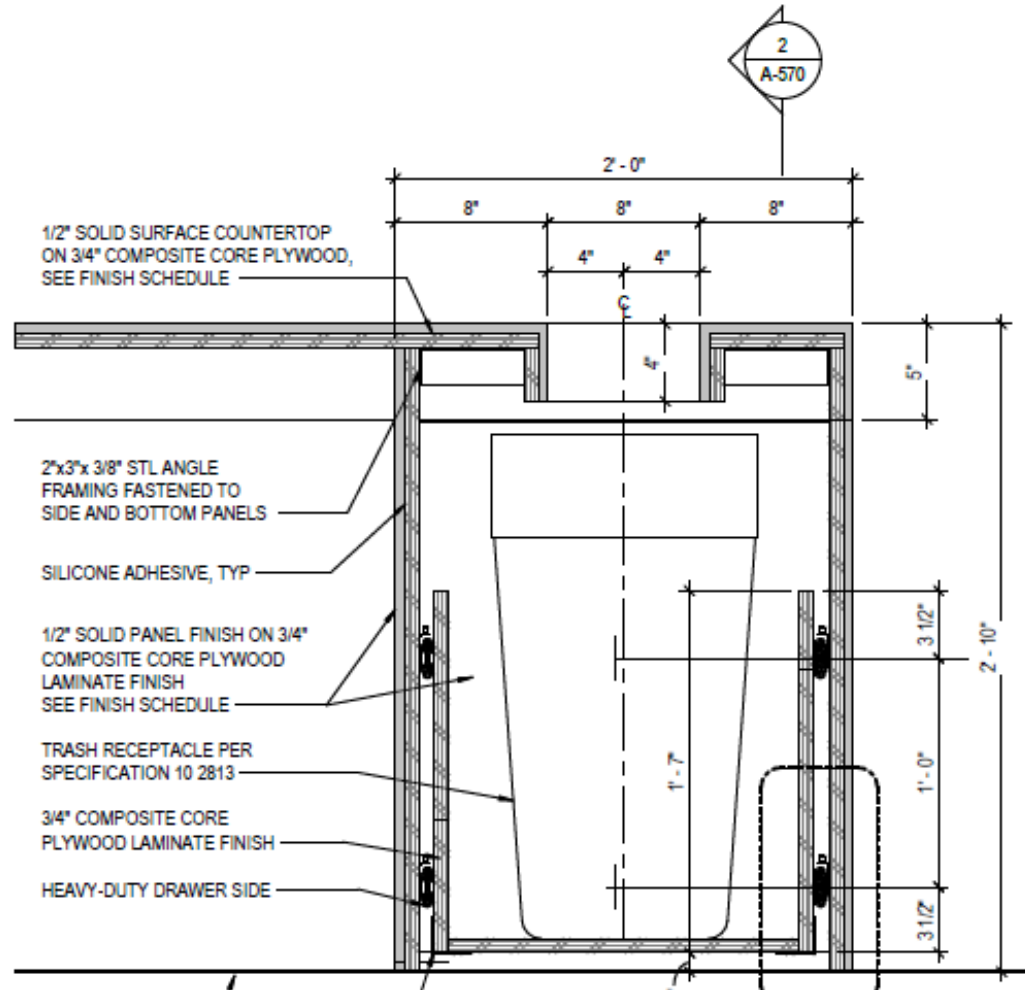 2
A-570
2' - 0"
8" 8" 8"
4" 4"
1/2" SOLID SURFACE COUNTERTOP
ON 3/4" COMPOSITE CORE PLYWOOD,
SEE FINISH SCHEDULE
CL
4"
5"
2"x3"x 3/8" STL ANGLE
FRAMING FASTENED TO
SIDE AND BOTTOM PANELS
SILICONE ADHESIVE, TYP
1/2" SOLID PANEL FINISH ON 3/4"
COMPOSITE CORE PLYWOOD
LAMINATE FINISH
SEE FINISH SCHEDULE
TRASH RECEPTACLE PER
SPECIFICATION 10 2813
3/4" COMPOSITE CORE
PLYWOOD LAMINATE FINISH
HEAVY-DUTY DRAWER SIDE
1' - 7"
3 1/2"
1' - 0"
3 1/2"
2' - 10"